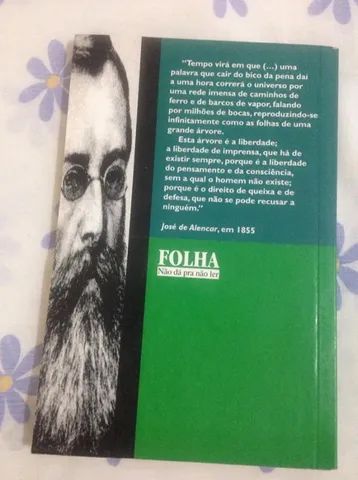 “Tempo virá em que (...) uma
palavra que cair do bico da pena daí
a uma hora correrá o universo por
uma rede imensa de caminhos de
ferro e de barcos de vapor, falando
por milhões de bocas, reproduzindo-se
infinitamente como as folhas de uma
grande árvore.
Esta árvore é a liberdade;
a liberdade de imprensa, que há de
existir sempre, porque é a liberdade
do pensamento e da consciência,
sem a qual o homem não existe;
porque é o direito de queixa e de
defesa, que não se pode recusar a
ninguém.”
José de Alencar, em 1855
FOLHA
Não dá pra não ler